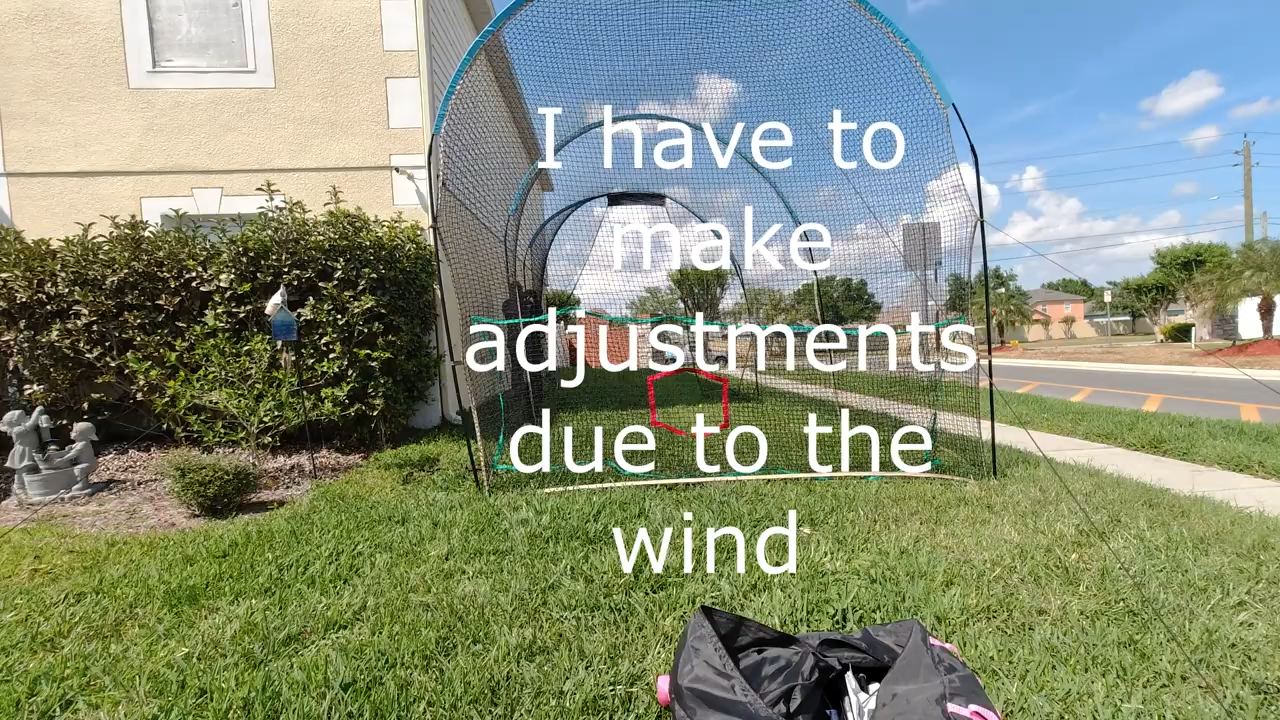 I have to
make
adjustments
due to the
wind